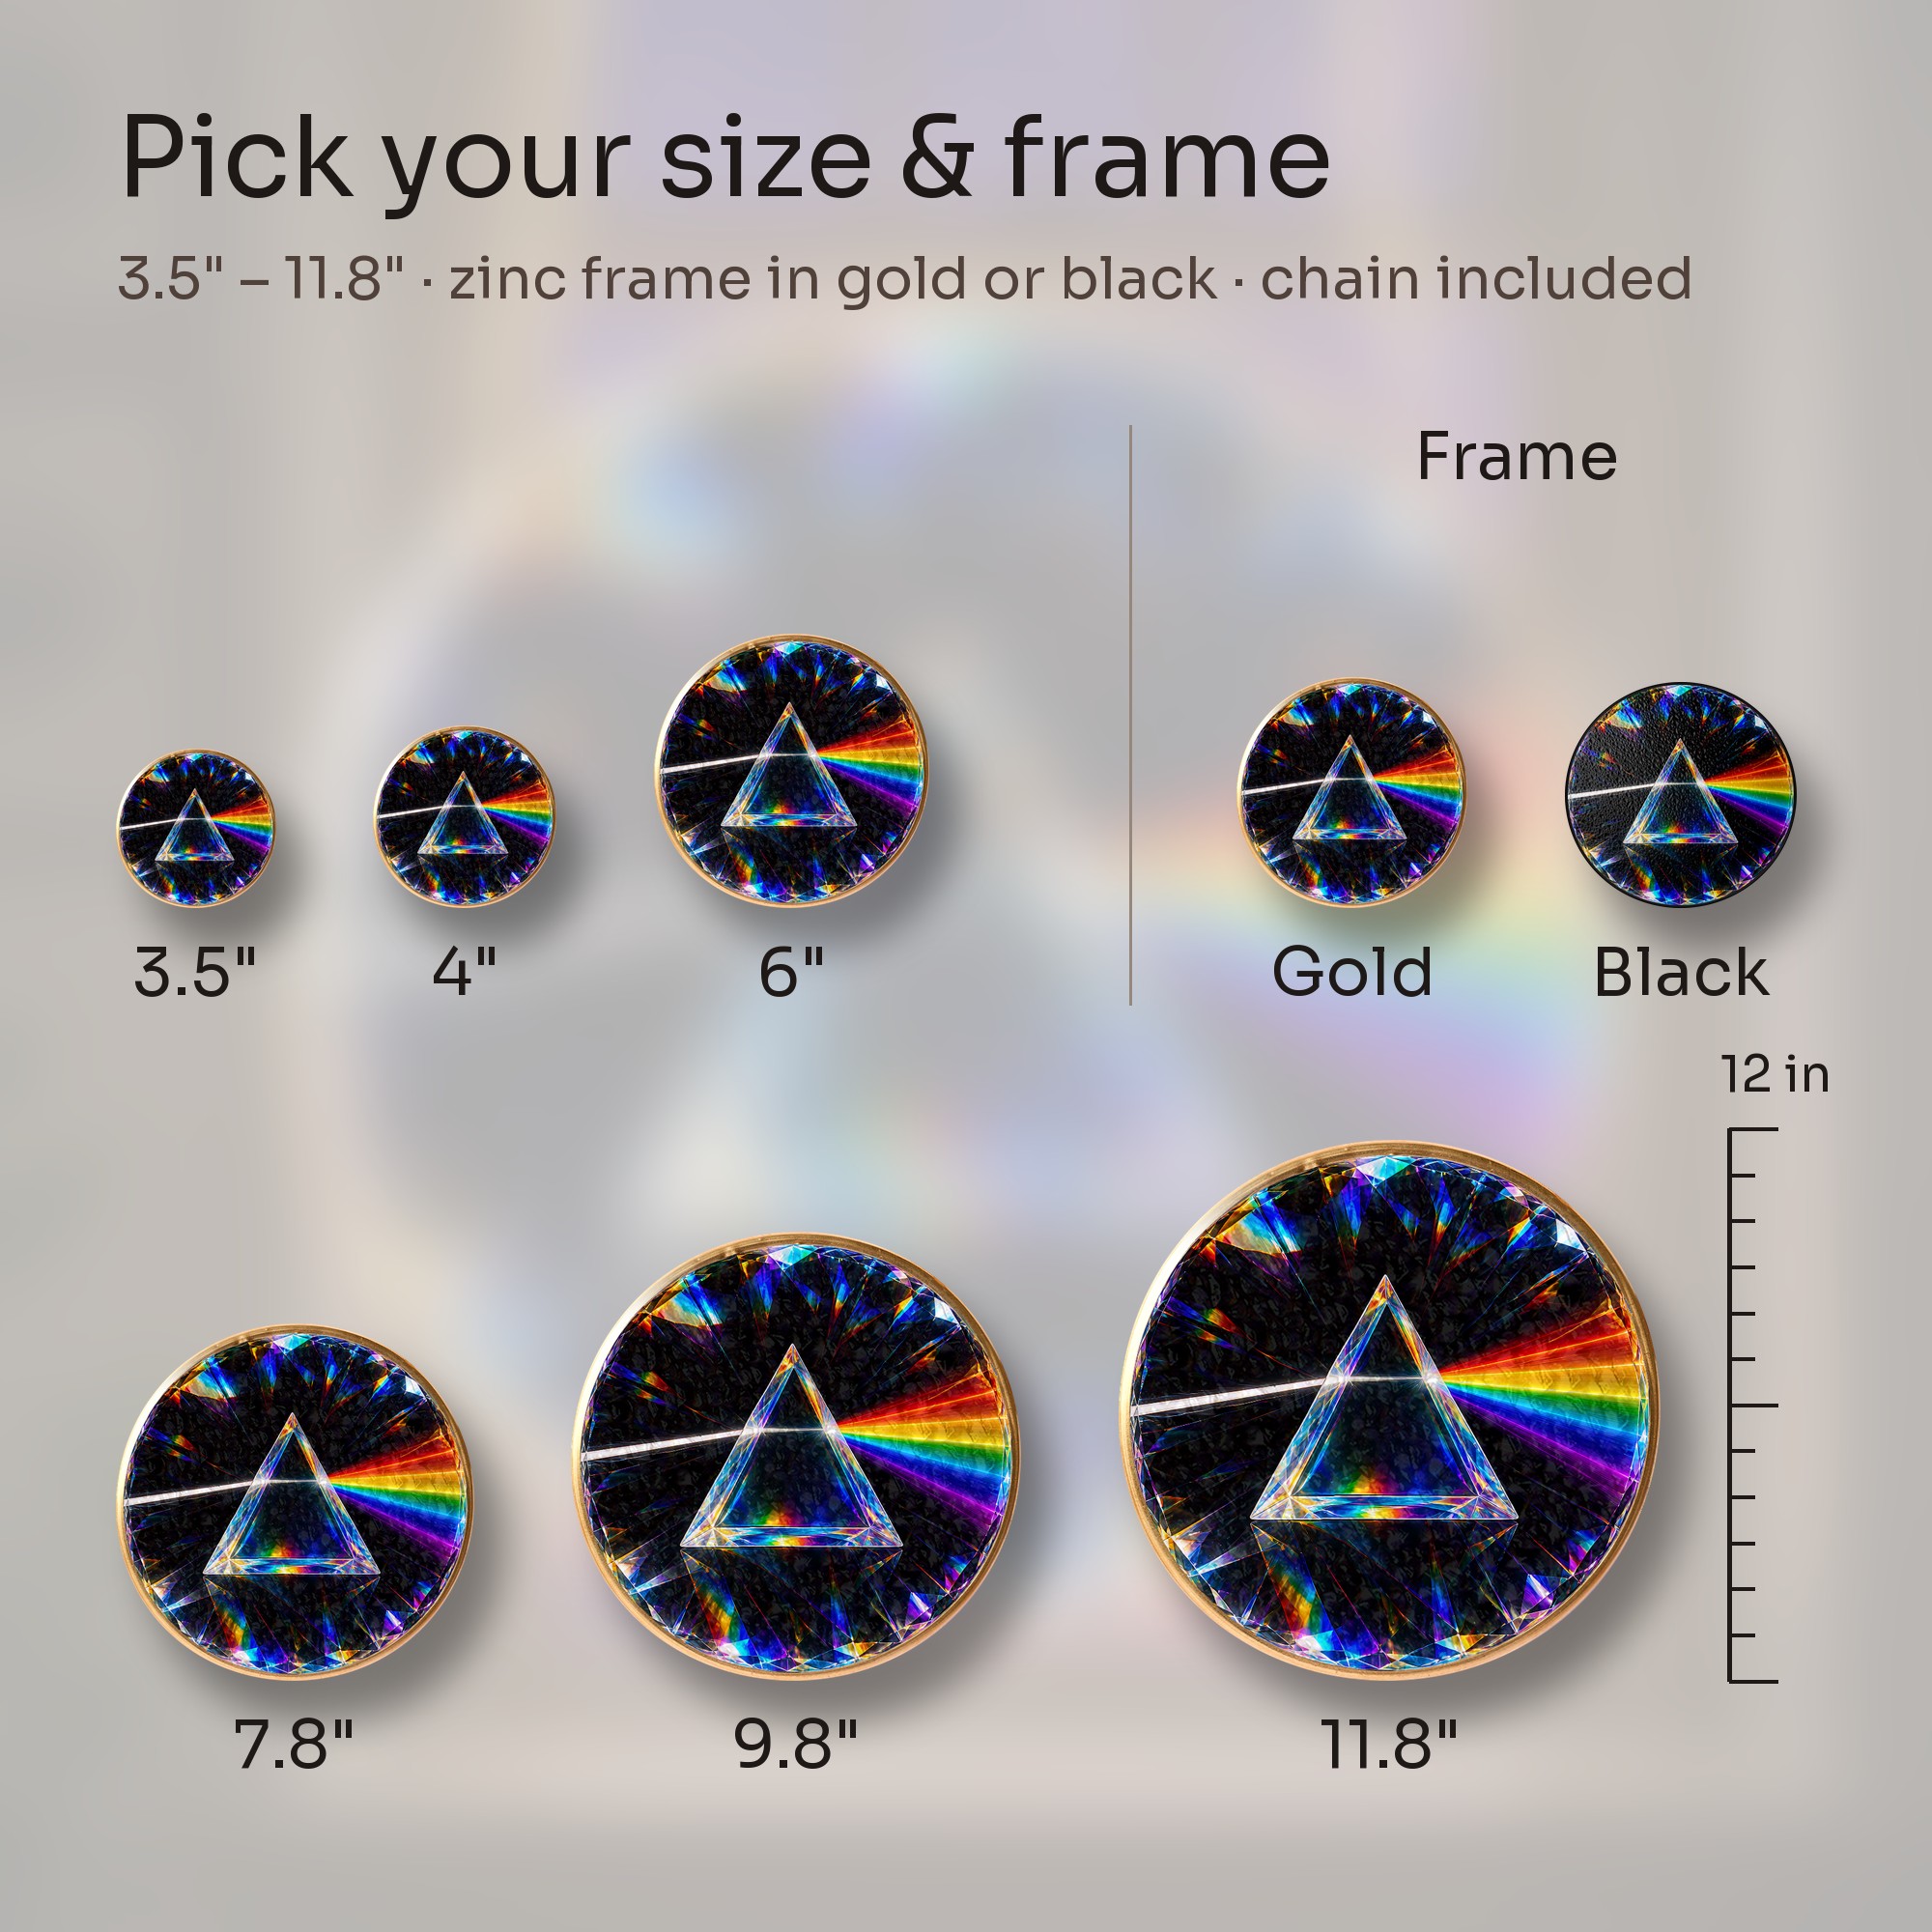 Pick your size & frame
3.5" – 11.8" · zinc frame in gold or black · chain included
Frame
3.5"
4"
6"
Gold
Black
12 in
7.8"
9.8"
11.8"